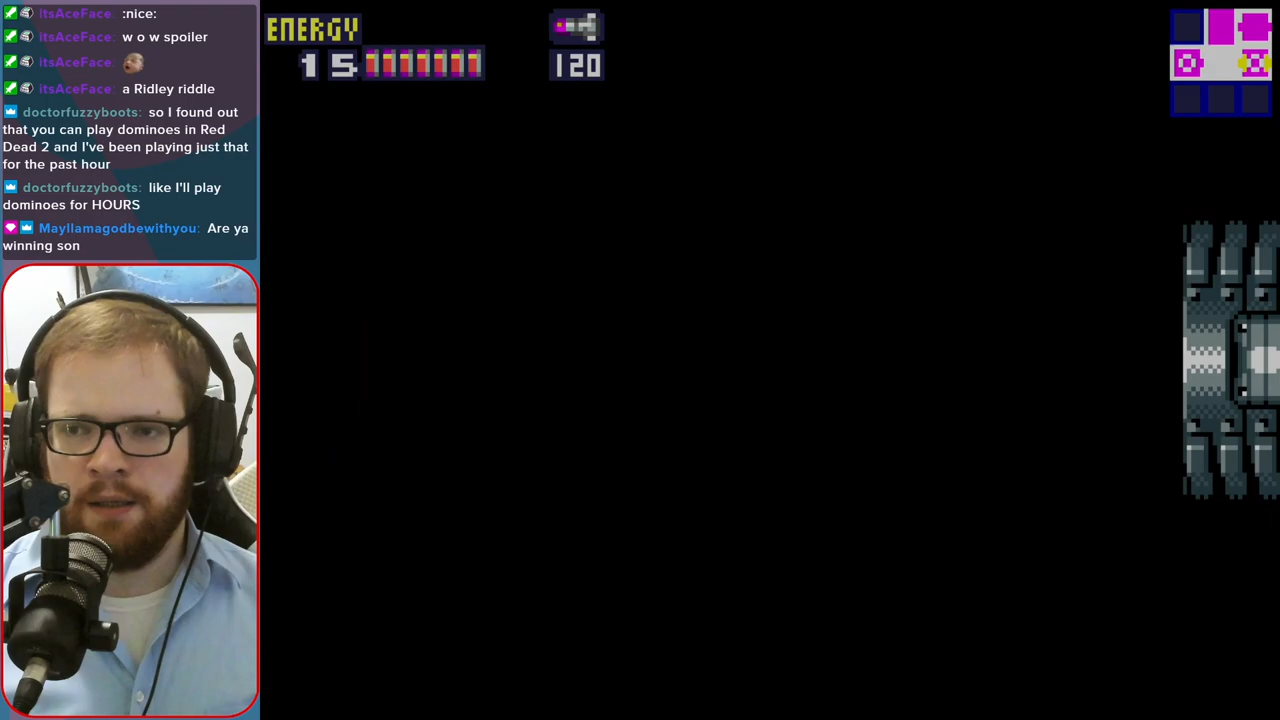 ItsAceFace: :nice:
ItsAceFace: w o w spoiler
ItsAceFace:
ItsAceFace: a Ridley riddle
doctorfuzzyboots: so I found out
that you can play dominoes in Red
Dead 2 and I've been playing just that
for the past hour
doctorfuzzyboots: like I'll play
dominoes for HOURS
Mayllamagodbewithyou: Are ya
winning son
ENERGY
15
120